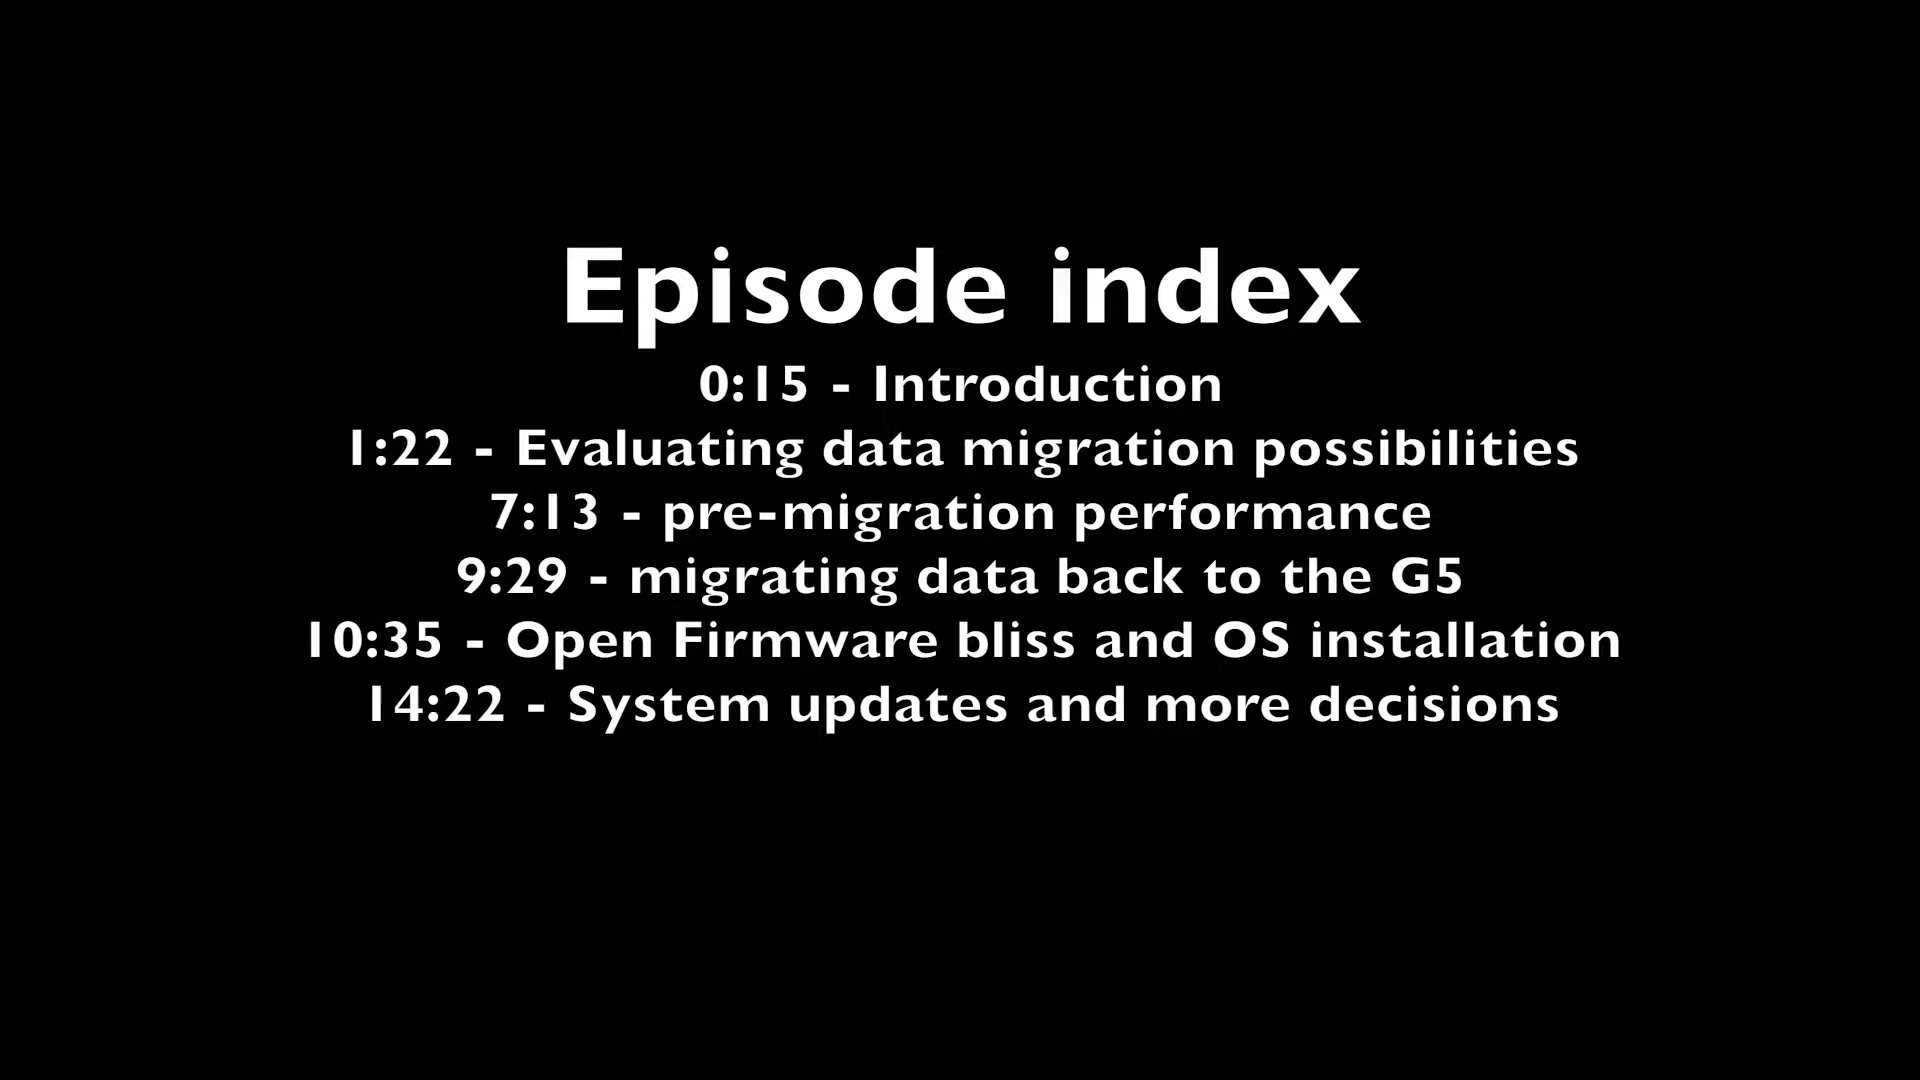 Episode index
0:15 - Introduction
1:22 - Evaluating data migration possibilities
7:13 - pre-migration performance
9:29 - migrating data back to the G5
10:35 - Open Firmware bliss and OS installation
14:22 - System updates and more decisions